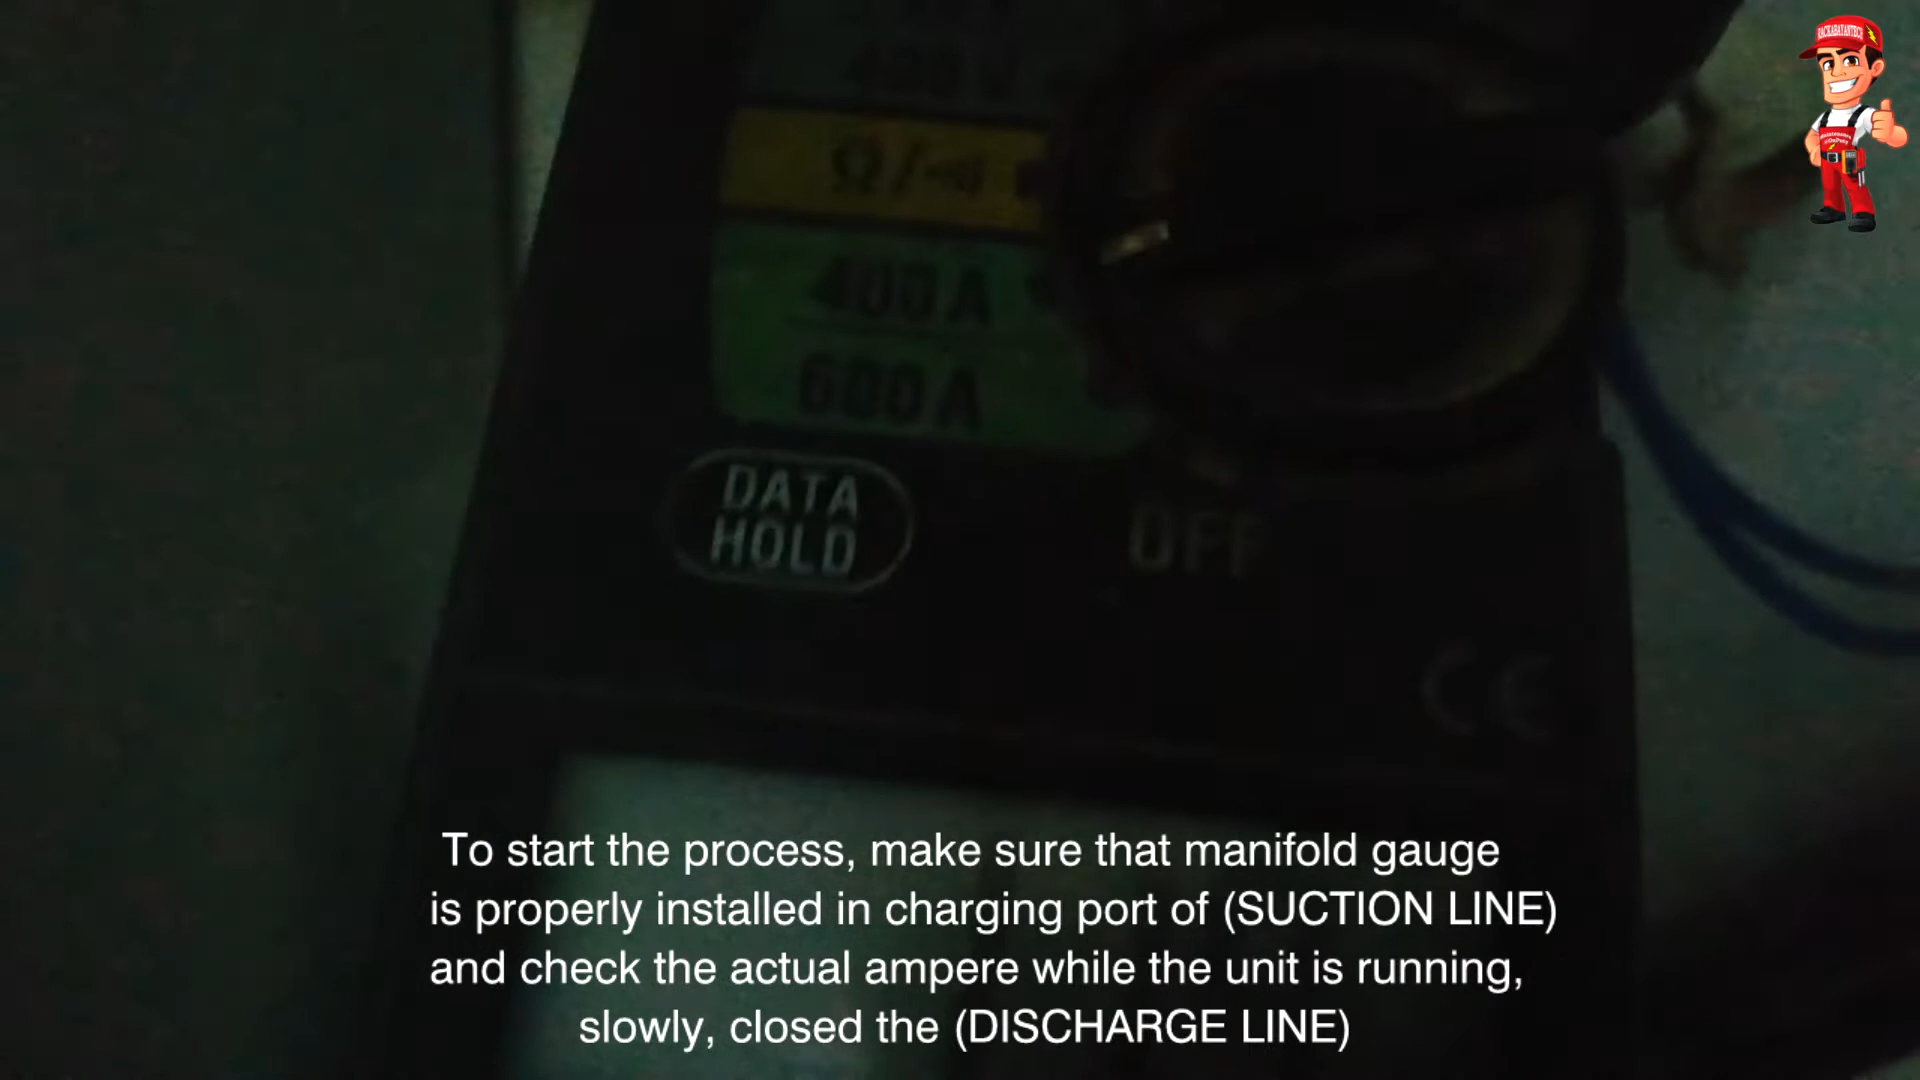 KACKABAYANTECH
400 V
Ω/
400A
600A
DATA
HOLD
OFF
CE
To start the process, make sure that manifold gauge
is properly installed in charging port of (SUCTION LINE)
and check the actual ampere while the unit is running,
slowly, closed the (DISCHARGE LINE)